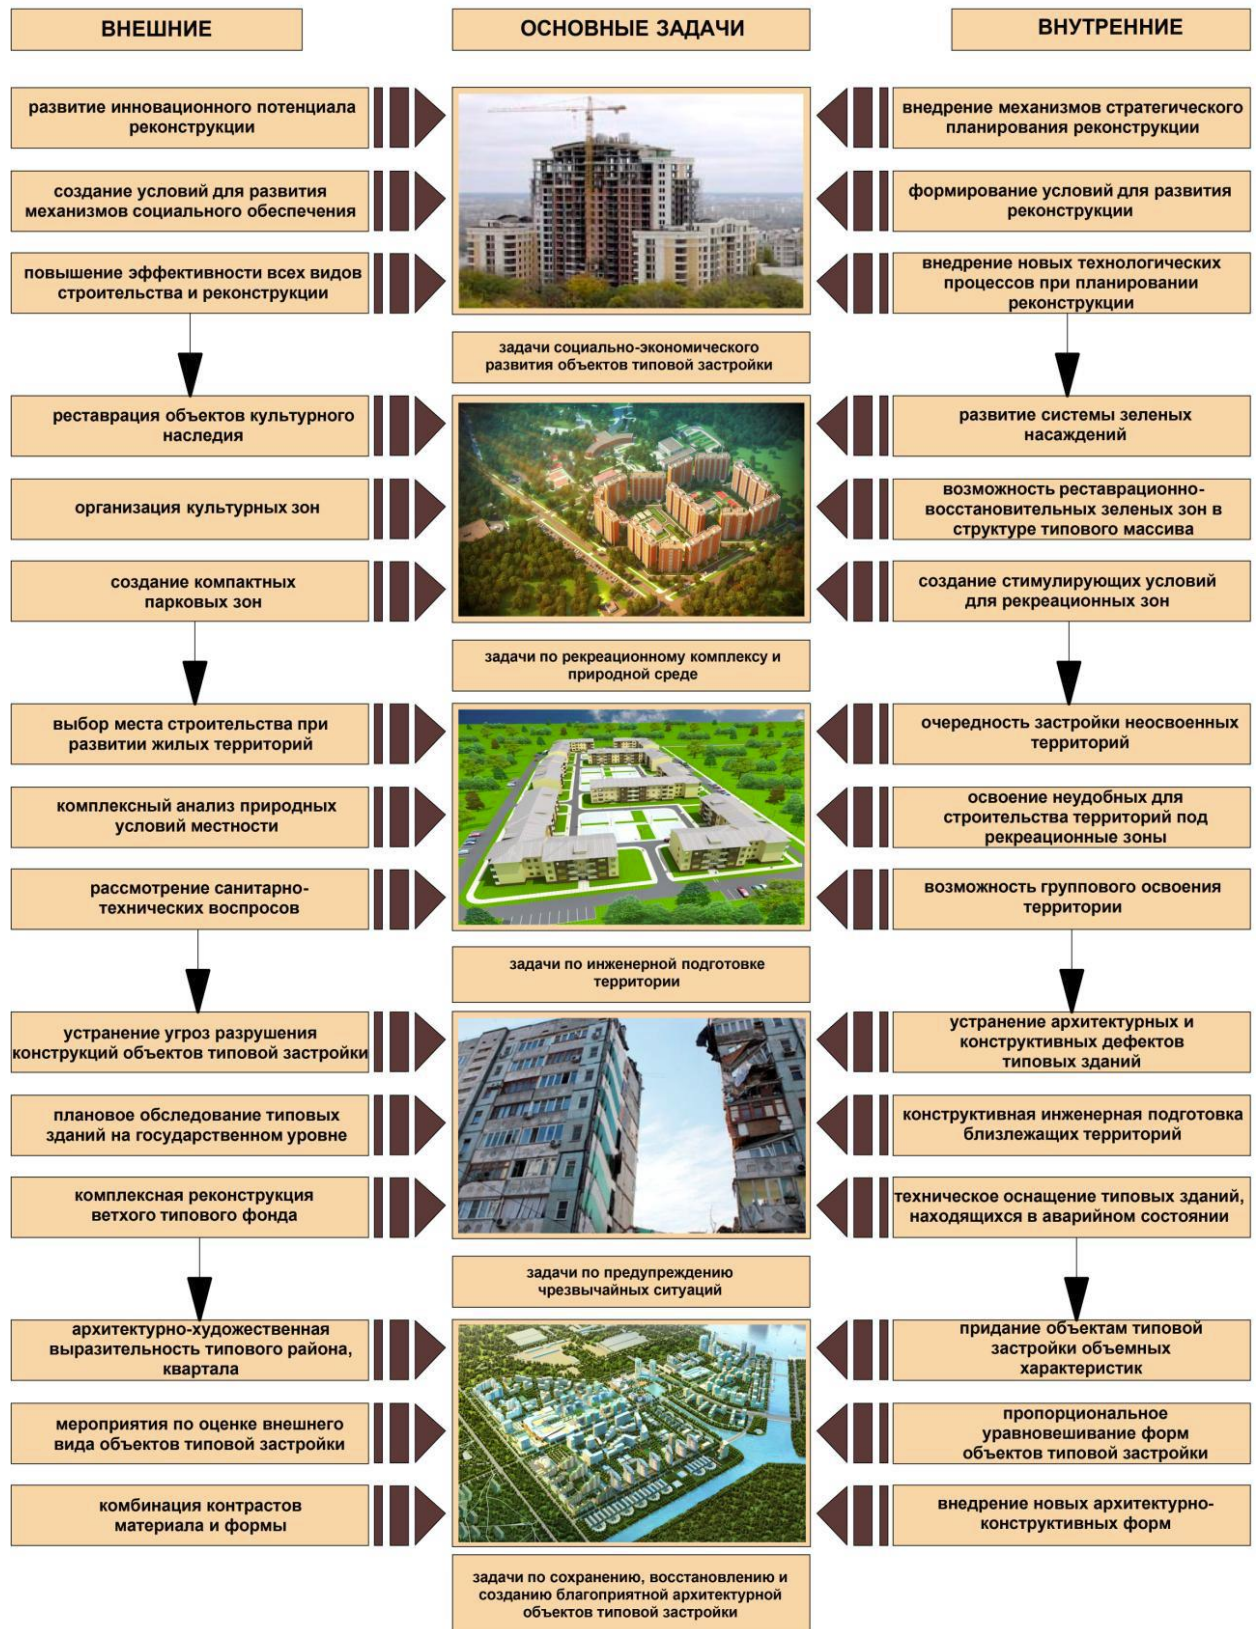 ВНЕШНИЕ
ОСНОВНЫЕ ЗАДАЧИ
ВНУТРЕННИЕ
развитие инновационного потенциала
реконструкции
внедрение механизмов стратегического
планирования реконструкции
создание условий для развития
механизмов социального обеспечения
формирование условий для развития
реконструкции
повышение эффективности всех видов
строительства и реконструкции
внедрение новых технологических
процессов при планировании
реконструкции
задачи социально-экономического
развития объектов типовой застройки
реставрация объектов культурного
наследия
развитие системы зеленых
насаждений
организация культурных зон
возможность реставрационно-
восстановительных зеленых зон в
структуре типового массива
создание компактных
парковых зон
создание стимулирующих условий
для рекреационных зон
задачи по рекреационному комплексу и
природной среде
выбор места строительства при
развитии жилых территорий
очередность застройки неосвоенных
территорий
комплексный анализ природных
условий местности
освоение неудобных для
строительства территорий под
рекреационные зоны
рассмотрение санитарно-
технических воспросов
возможность группового освоения
территории
задачи по инженерной подготовке
территории
устранение угроз разрушения
конструкций объектов типовой застройки
устранение архитектурных и
конструктивных дефектов
типовых зданий
плановое обследование типовых
зданий на государственном уровне
конструктивная инженерная подготовка
близлежащих территорий
комплексная реконструкция
ветхого типового фонда
техническое оснащение типовых зданий,
находящихся в аварийном состоянии
задачи по предупреждению
чрезвычайных ситуаций
архитектурно-художественная
выразительность типового района,
квартала
придание объектам типовой
застройки объемных
характеристик
мероприятия по оценке внешнего
вида объектов типовой застройки
пропорциональное
уравновешивание форм
объектов типовой застройки
комбинация контрастов
материала и формы
внедрение новых архитектурно-
конструктивных форм
задачи по сохранению, восстановлению и
созданию благоприятной архитектурной
объектов типовой застройки